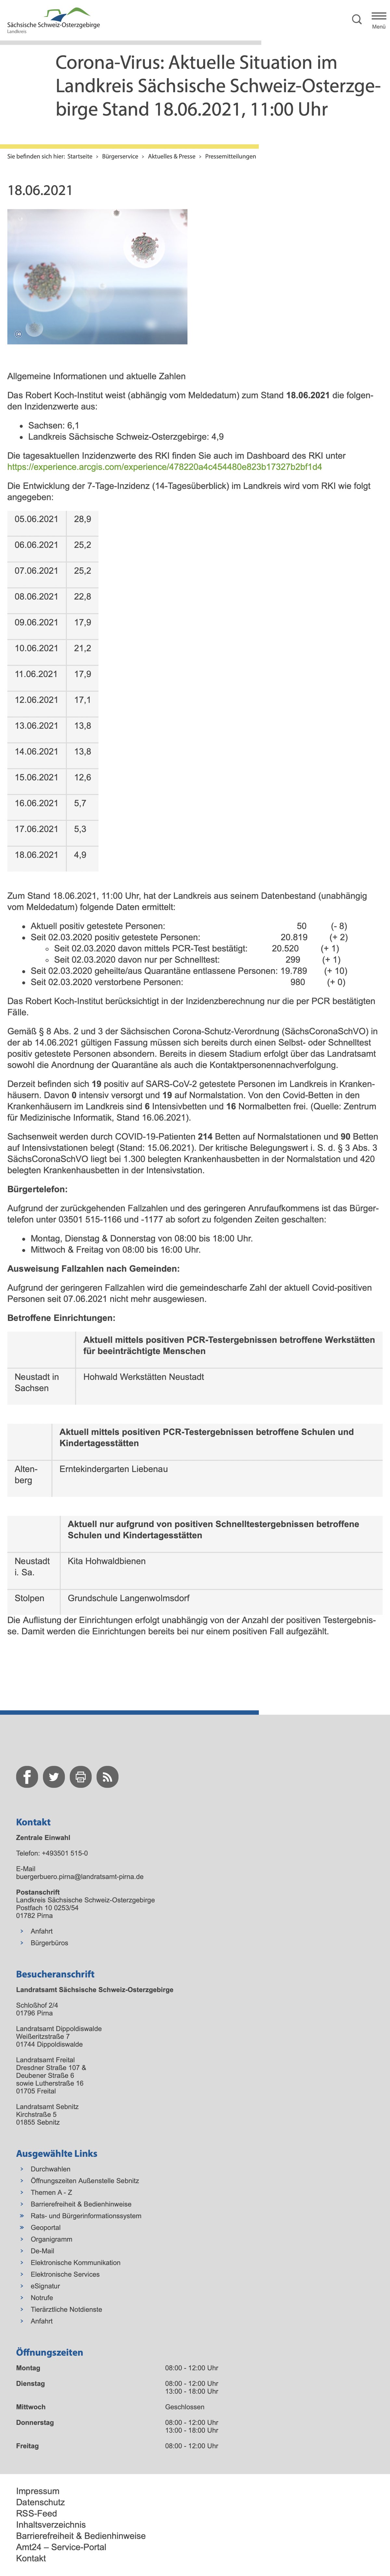 Sächsische Schweiz-Osterzgebirge
Landkreis
Menü
Corona-Virus: Aktuelle Situation im
Landkreis Sächsische Schweiz-Osterzge-
birge Stand 18.06.2021, 11:00 Uhr
Sie befinden sich hier: Startseite › Bürgerservice › Aktuelles & Presse › Pressemitteilungen
18.06.2021
Allgemeine Informationen und aktuelle Zahlen
Das Robert Koch-Institut weist (abhängig vom Meldedatum) zum Stand 18.06.2021 die folgen-
den Inzidenzwerte aus:
• Sachsen: 6,1
• Landkreis Sächsische Schweiz-Osterzgebirge: 4,9
Die tagesaktuellen Inzidenzwerte des RKI finden Sie auch im Dashboard des RKI unter
https://experience.arcgis.com/experience/478220a4c454480e823b17327b2bf1d4
Die Entwicklung der 7-Tage-Inzidenz (14-Tagesüberblick) im Landkreis wird vom RKI wie folgt
angegeben:
05.06.2021 28,9
06.06.2021 25,2
07.06.2021 25,2
08.06.2021 22,8
09.06.2021 17,9
10.06.2021 21,2
11.06.2021 17,9
12.06.2021 17,1
13.06.2021 13,8
14.06.2021 13,8
15.06.2021 12,6
16.06.2021 5,7
17.06.2021 5,3
18.06.2021 4,9
Zum Stand 18.06.2021, 11:00 Uhr, hat der Landkreis aus seinem Datenbestand (unabhängig
vom Meldedatum) folgende Daten ermittelt:
• Aktuell positiv getestete Personen: 50 (- 8)
• Seit 02.03.2020 positiv getestete Personen: 20.819 (+ 2)
◦ Seit 02.03.2020 davon mittels PCR-Test bestätigt: 20.520 (+ 1)
◦ Seit 02.03.2020 davon nur per Schnelltest: 299 (+ 1)
• Seit 02.03.2020 geheilte/aus Quarantäne entlassene Personen: 19.789 (+ 10)
• Seit 02.03.2020 verstorbene Personen: 980 (+ 0)
Das Robert Koch-Institut berücksichtigt in der Inzidenzberechnung nur die per PCR bestätigten
Fälle.
Gemäß § 8 Abs. 2 und 3 der Sächsischen Corona-Schutz-Verordnung (SächsCoronaSchVO) in
der ab 14.06.2021 gültigen Fassung müssen sich bereits durch einen Selbst- oder Schnelltest
positiv getestete Personen absondern. Bereits in diesem Stadium erfolgt über das Landratsamt
sowohl die Anordnung der Quarantäne als auch die Kontaktpersonennachverfolgung.
Derzeit befinden sich 19 positiv auf SARS-CoV-2 getestete Personen im Landkreis in Kranken-
häusern. Davon 0 intensiv versorgt und 19 auf Normalstation. Von den Covid-Betten in den
Krankenhäusern im Landkreis sind 6 Intensivbetten und 16 Normalbetten frei. (Quelle: Zentrum
für Medizinische Informatik, Stand 16.06.2021).
Sachsenweit werden durch COVID-19-Patienten 214 Betten auf Normalstationen und 90 Betten
auf Intensivstationen belegt (Stand: 15.06.2021). Der kritische Belegungswert i. S. d. § 3 Abs. 3
SächsCoronaSchVO liegt bei 1.300 belegten Krankenhausbetten in der Normalstation und 420
belegten Krankenhausbetten in der Intensivstation.
Bürgertelefon:
Aufgrund der zurückgehenden Fallzahlen und des geringeren Anrufaufkommens ist das Bürger-
telefon unter 03501 515-1166 und -1177 ab sofort zu folgenden Zeiten geschalten:
• Montag, Dienstag & Donnerstag von 08:00 bis 18:00 Uhr.
• Mittwoch & Freitag von 08:00 bis 16:00 Uhr.
Ausweisung Fallzahlen nach Gemeinden:
Aufgrund der geringeren Fallzahlen wird die gemeindescharfe Zahl der aktuell Covid-positiven
Personen seit 07.06.2021 nicht mehr ausgewiesen.
Betroffene Einrichtungen:
Aktuell mittels positiven PCR-Testergebnissen betroffene Werkstätten
für beeinträchtigte Menschen
Neustadt in Hohwald Werkstätten Neustadt
Sachsen
Aktuell mittels positiven PCR-Testergebnissen betroffene Schulen und
Kindertagesstätten
Alten- Erntekindergarten Liebenau
berg
Aktuell nur aufgrund von positiven Schnelltestergebnissen betroffene
Schulen und Kindertagesstätten
Neustadt Kita Hohwaldbienen
i. Sa.
Stolpen Grundschule Langenwolmsdorf
Die Auflistung der Einrichtungen erfolgt unabhängig von der Anzahl der positiven Testergebnis-
se. Damit werden die Einrichtungen bereits bei nur einem positiven Fall aufgezählt.
Kontakt
Zentrale Einwahl
Telefon: +493501 515-0
E-Mail
buergerbuero.pirna@landratsamt-pirna.de
Postanschrift
Landkreis Sächsische Schweiz-Osterzgebirge
Postfach 10 0253/54
01782 Pirna
› Anfahrt
› Bürgerbüros
Besucheranschrift
Landratsamt Sächsische Schweiz-Osterzgebirge
Schloßhof 2/4
01796 Pirna
Landratsamt Dippoldiswalde
Weißeritzstraße 7
01744 Dippoldiswalde
Landratsamt Freital
Dresdner Straße 107 &
Deubener Straße 6
sowie Lutherstraße 16
01705 Freital
Landratsamt Sebnitz
Kirchstraße 5
01855 Sebnitz
Ausgewählte Links
› Durchwahlen
› Öffnungszeiten Außenstelle Sebnitz
› Themen A - Z
› Barrierefreiheit & Bedienhinweise
» Rats- und Bürgerinformationssystem
» Geoportal
› Organigramm
› De-Mail
› Elektronische Kommunikation
› Elektronische Services
› eSignatur
› Notrufe
› Tierärztliche Notdienste
› Anfahrt
Öffnungszeiten
Montag 08:00 - 12:00 Uhr
Dienstag 08:00 - 12:00 Uhr
13:00 - 18:00 Uhr
Mittwoch Geschlossen
Donnerstag 08:00 - 12:00 Uhr
13:00 - 18:00 Uhr
Freitag 08:00 - 12:00 Uhr
Impressum
Datenschutz
RSS-Feed
Inhaltsverzeichnis
Barrierefreiheit & Bedienhinweise
Amt24 – Service-Portal
Kontakt